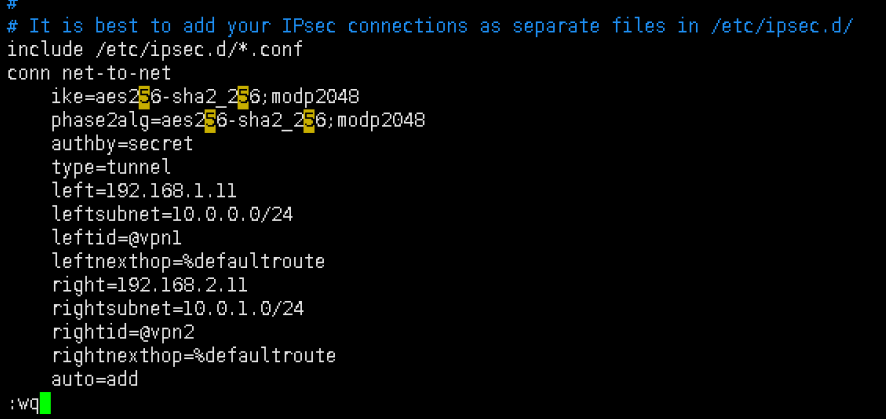 #
# It is best to add your IPsec connections as separate files in /etc/ipsec.d/
include /etc/ipsec.d/*.conf
conn net-to-net
    ike=aes256-sha2_256;modp2048
    phase2alg=aes256-sha2_256;modp2048
    authby=secret
    type=tunnel
    left=192.168.1.11
    leftsubnet=10.0.0.0/24
    leftid=@vpn1
    leftnexthop=%defaultroute
    right=192.168.2.11
    rightsubnet=10.0.1.0/24
    rightid=@vpn2
    rightnexthop=%defaultroute
    auto=add
:wq